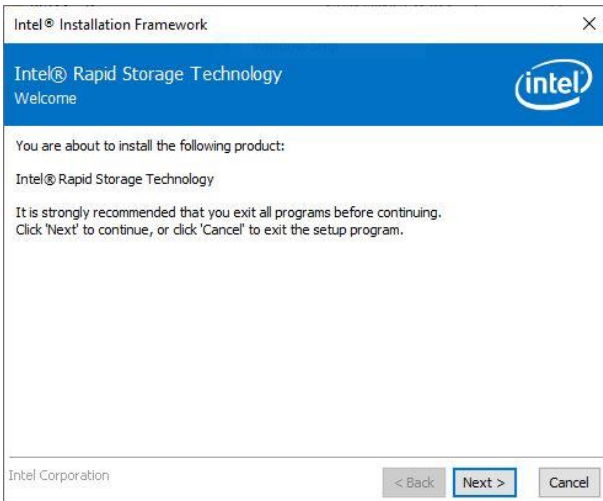 Intel® Installation Framework
Intel® Rapid Storage Technology
Welcome
intel
You are about to install the following product:
Intel® Rapid Storage Technology
It is strongly recommended that you exit all programs before continuing.
Click 'Next' to continue, or click 'Cancel' to exit the setup program.
Intel Corporation
< Back Next > Cancel